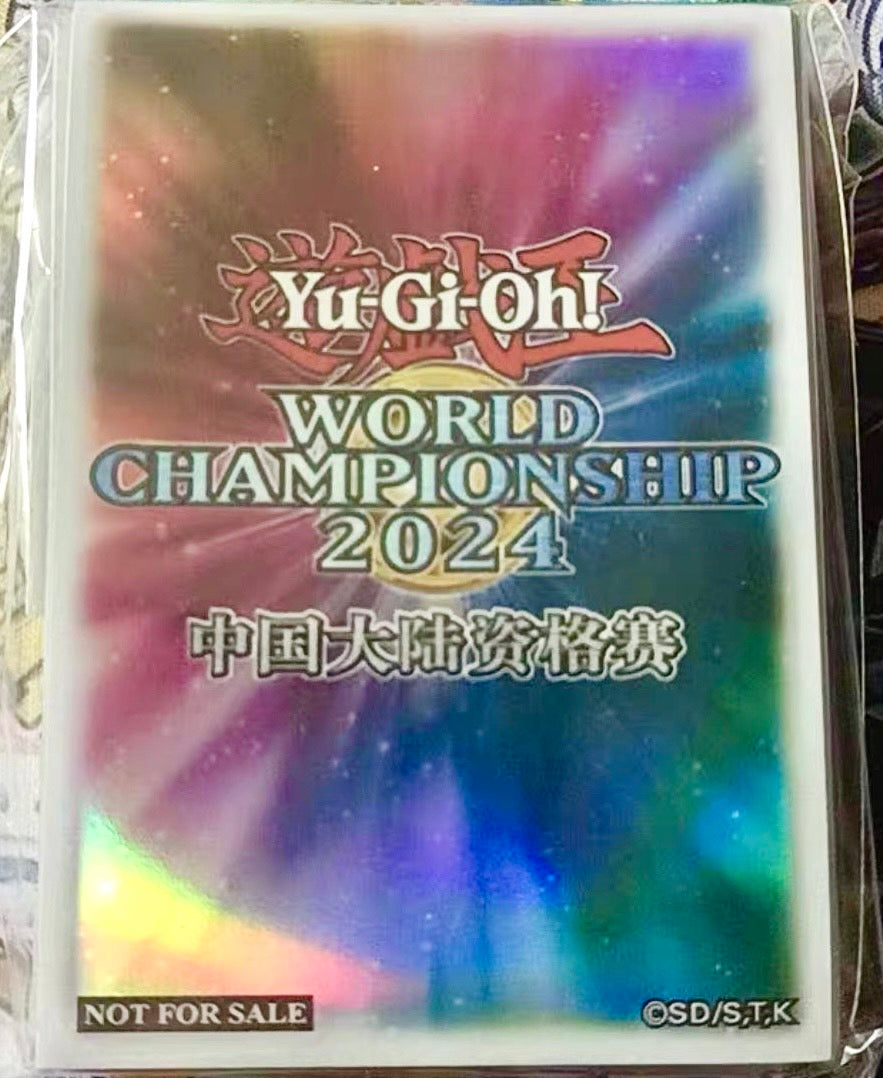 遊戯王
Yu-Gi-Oh!
WORLD
CHAMPIONSHIP
2024
中国大陆资格赛
NOT FOR SALE
©SD/S,T,K